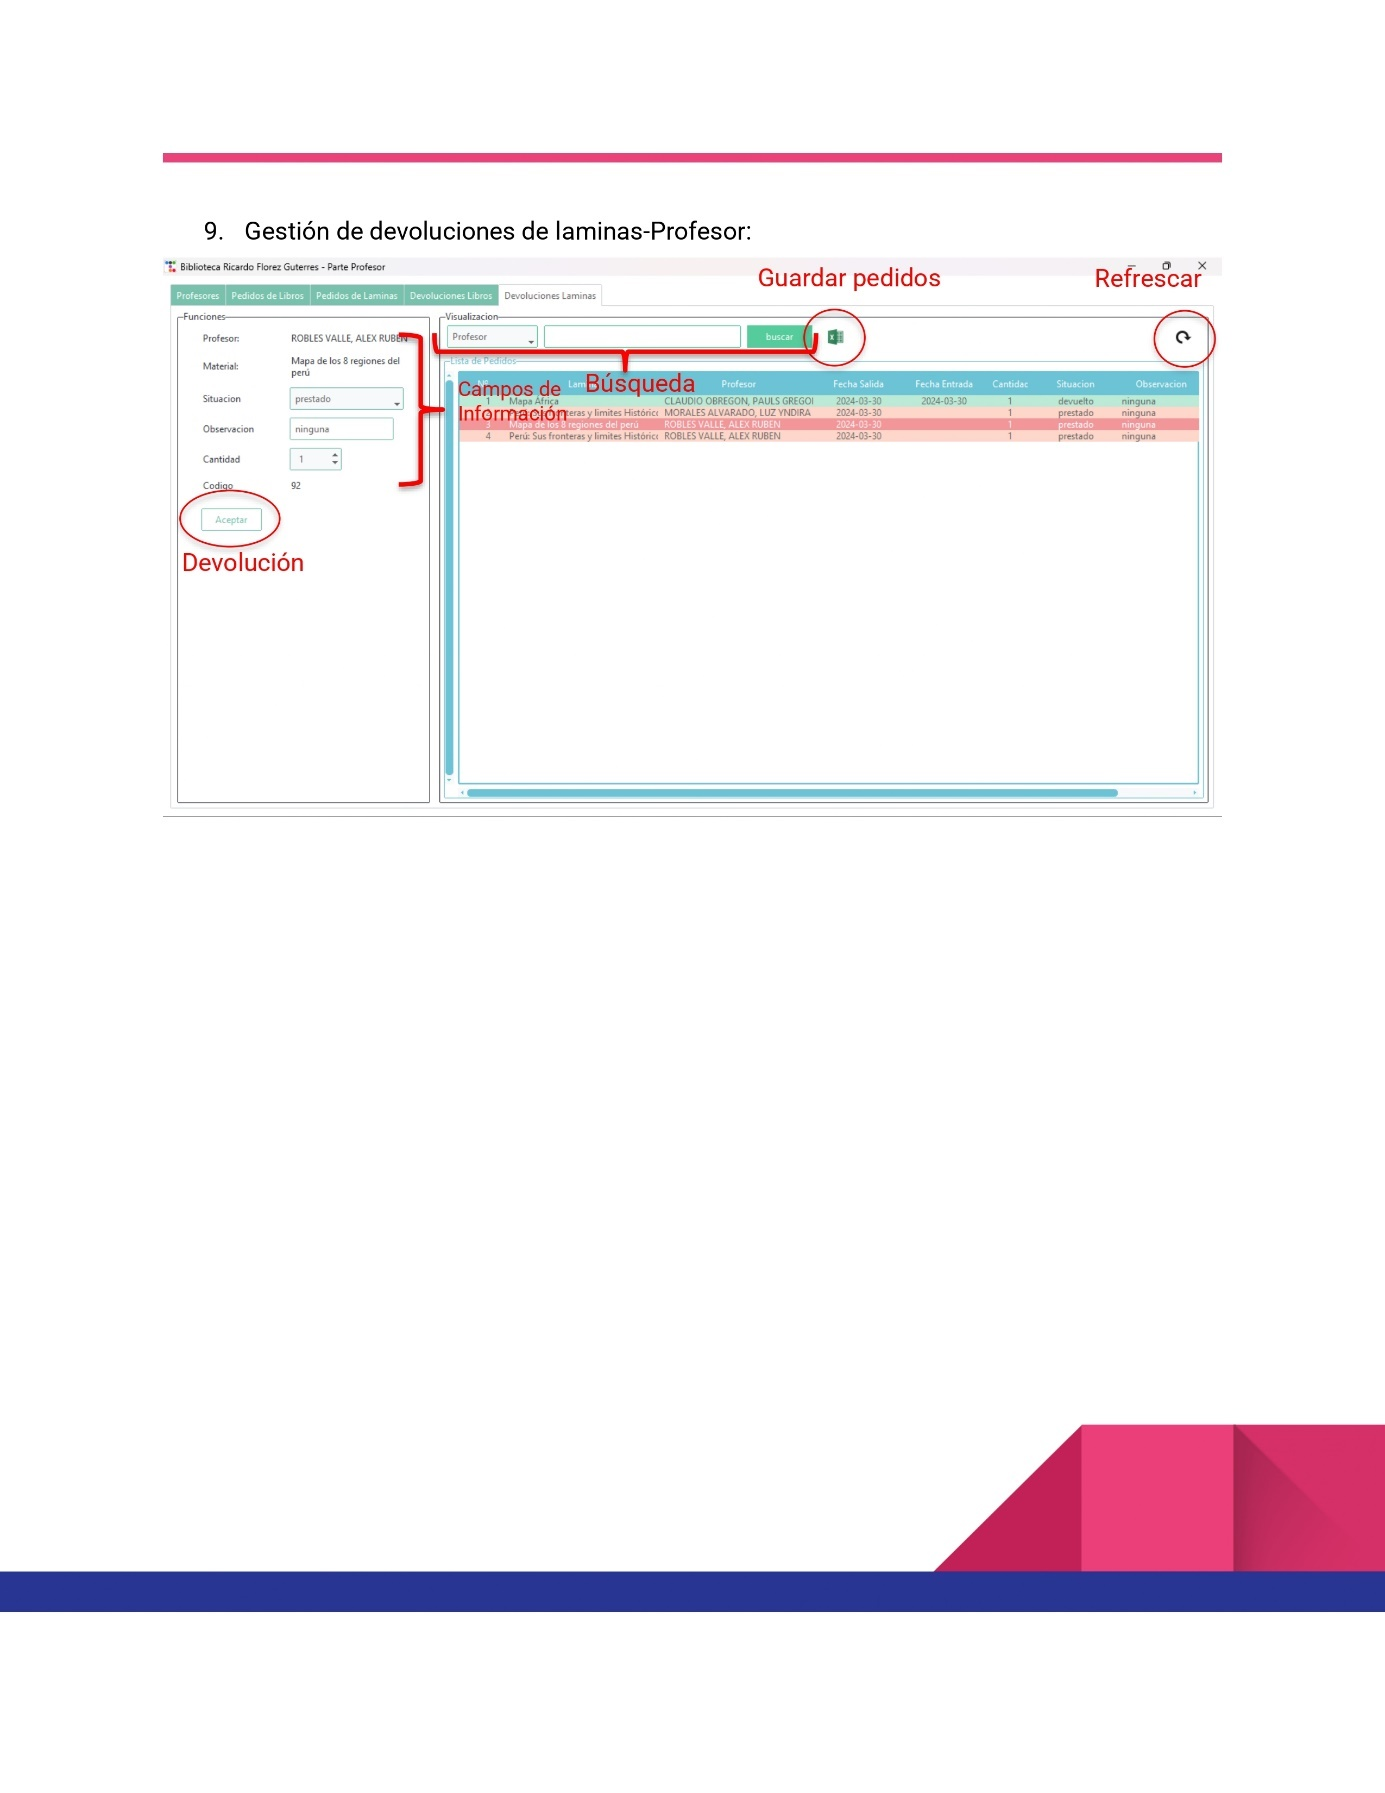 9. Gestión de devoluciones de laminas-Profesor:
Biblioteca Ricardo Florez Guterres - Parte Profesor
Guardar pedidos
Refrescar
Profesores Pedidos de Libros Pedidos de Laminas Devoluciones Libros Devoluciones Laminas
Funciones
Profesor: ROBLES VALLE, ALEX RUBEN
Material: Mapa de los 8 regiones del
perú
Situacion prestado
Observacion ninguna
Cantidad 1
Codigo 92
Aceptar
Devolución
Campos de
Información
Visualizacion
Profesor buscar
Búsqueda
Lista de Pedidos
Profesor Fecha Salida Fecha Entrada Cantidac Situacion Observacion
1 Mapa África CLAUDIO OBREGON, PAULS GREGOI 2024-03-30 2024-03-30 1 devuelto ninguna
fronteras y limites Históricc MORALES ALVARADO, LUZ YNDIRA 2024-03-30 1 prestado ninguna
3 Mapa de los 8 regiones del perú ROBLES VALLE, ALEX RUBEN 2024-03-30 1 prestado ninguna
4 Perú: Sus fronteras y limites Históricc ROBLES VALLE, ALEX RUBEN 2024-03-30 1 prestado ninguna